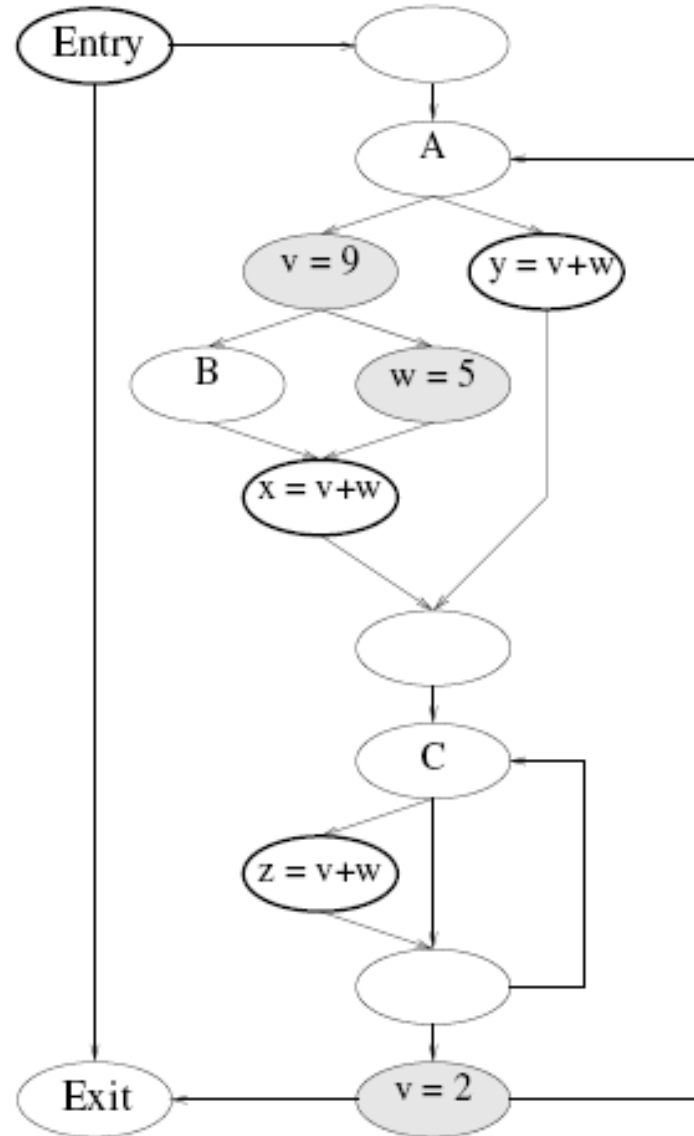 Entry
A
v = 9
y = v+w
B
w = 5
x = v+w
C
z = v+w
Exit
v = 2